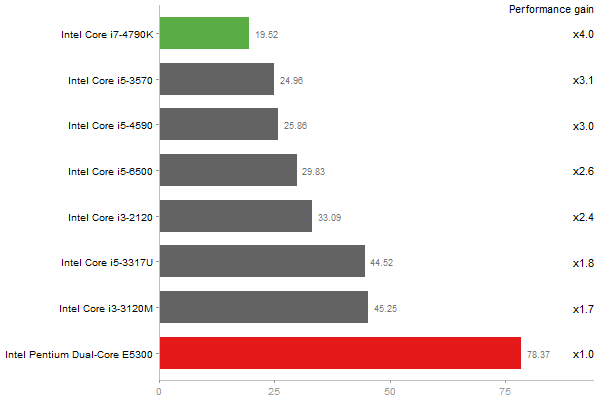 Performance gain
Intel Core i7-4790K 19.52 x4.0
Intel Core i5-3570 24.96 x3.1
Intel Core i5-4590 25.86 x3.0
Intel Core i5-6500 29.83 x2.6
Intel Core i3-2120 33.09 x2.4
Intel Core i5-3317U 44.52 x1.8
Intel Core i3-3120M 45.25 x1.7
Intel Pentium Dual-Core E5300 78.37 x1.0
0 25 50 75